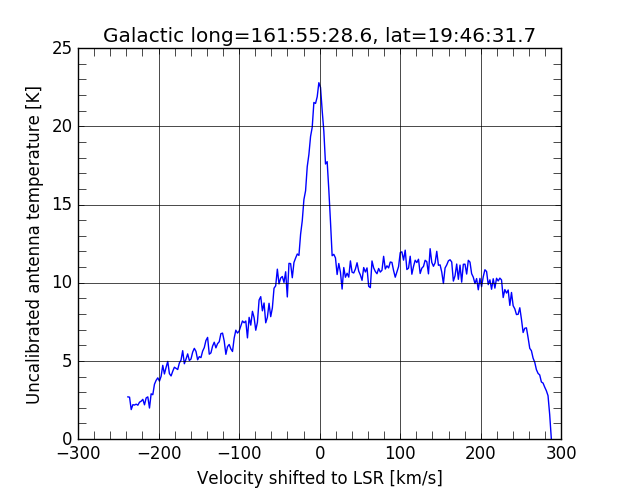 Galactic long=161:55:28.6, lat=19:46:31.7
Uncalibrated antenna temperature [K]
25
20
15
10
5
0
−300 −200 −100 0 100 200 300
Velocity shifted to LSR [km/s]